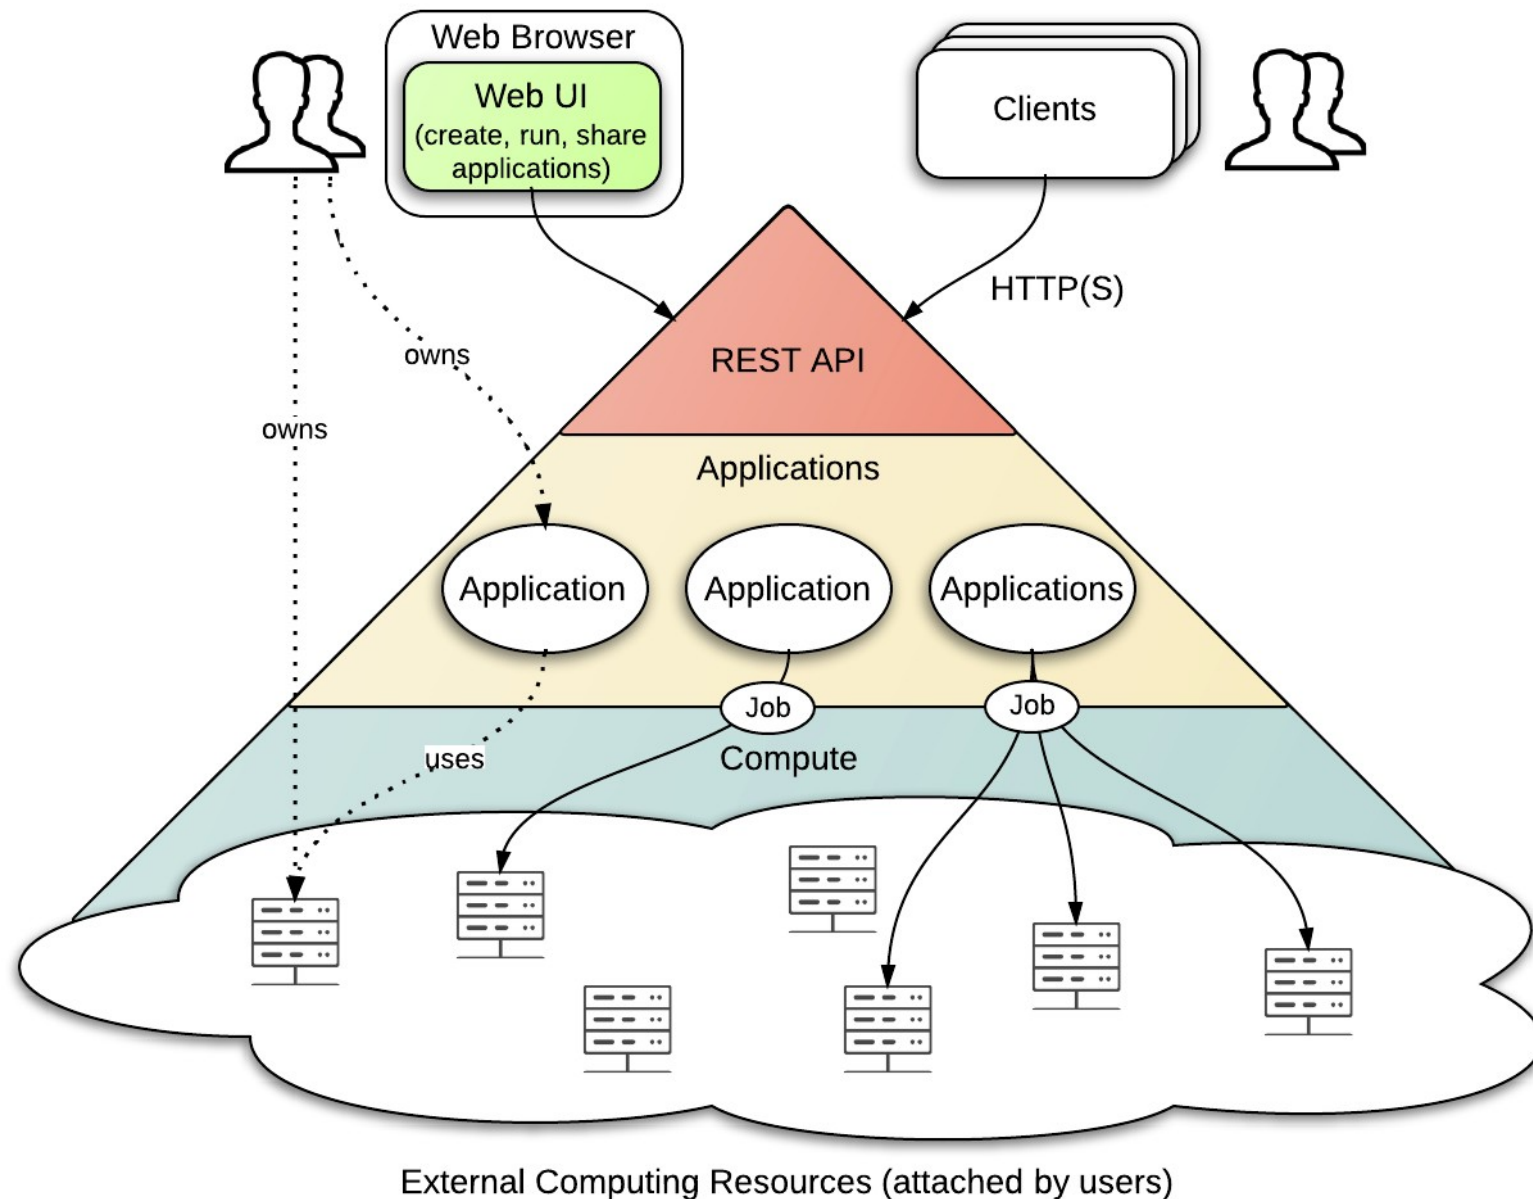 Web Browser
Web UI
(create, run, share
applications)
Clients
HTTP(S)
owns
REST API
owns
Applications
Application
Application
Applications
Job
Job
uses
Compute
External Computing Resources (attached by users)